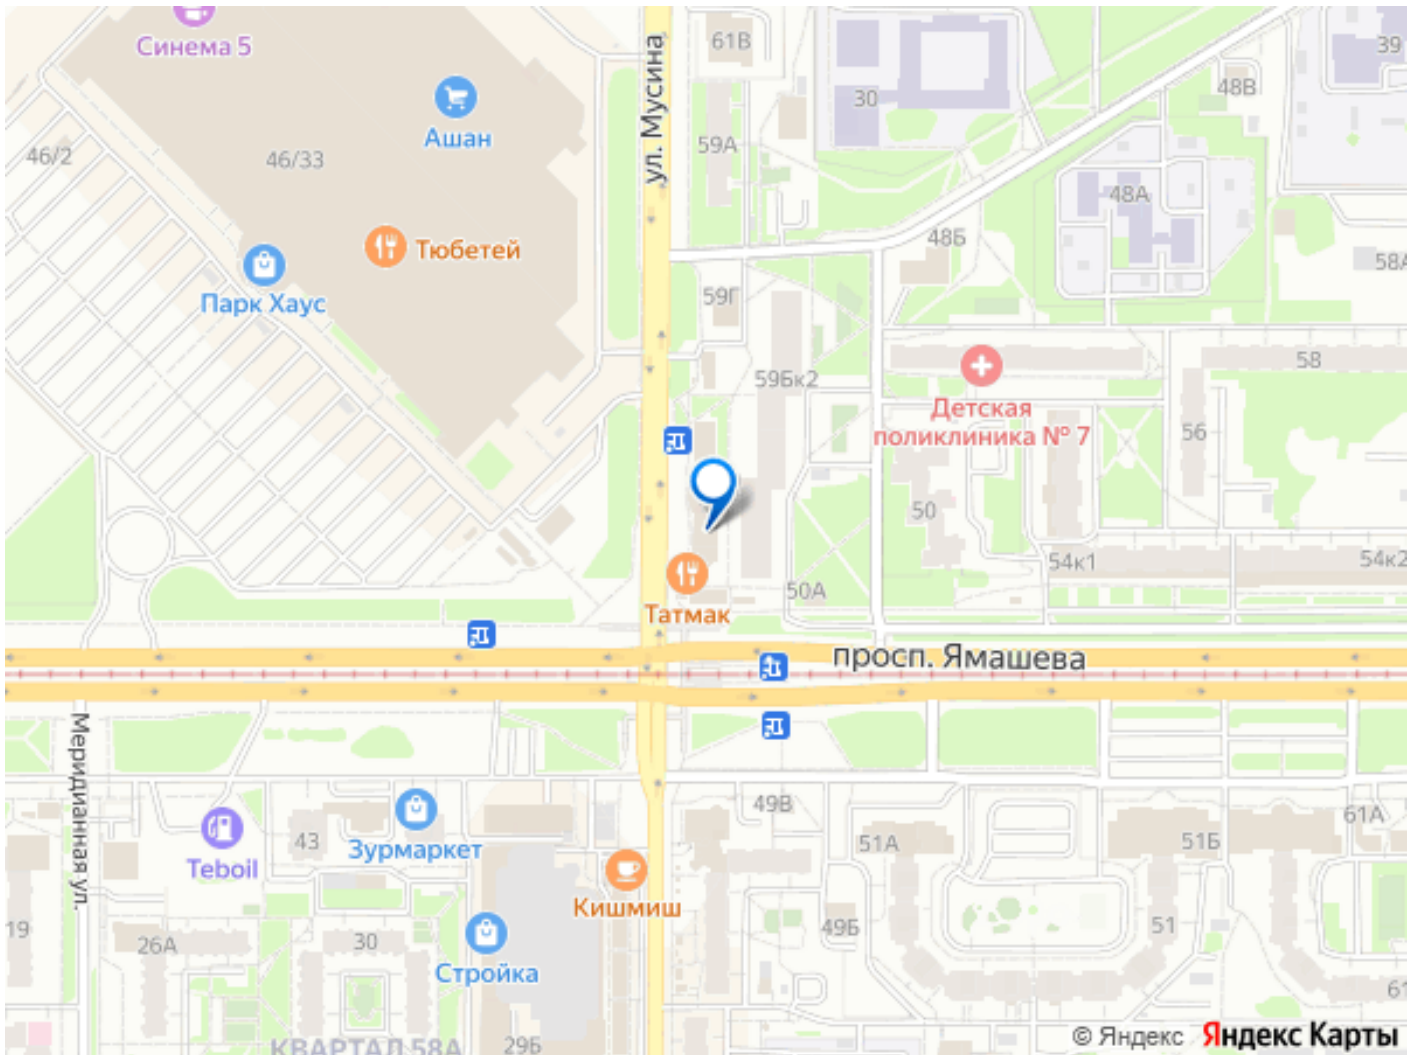 Синема 5
61В
ул. Мусина
39
48В
30
Ашан
59А
46/2
46/33
48А
48Б
Тюбетей
58А
Парк Хаус
59Г
58
59Бк2
Детская
поликлиника № 7
56
50
54к1
54к2
50А
Татмак
просп. Ямашева
Меридианная ул.
49В
61А
43
Зурмаркет
51А
51Б
Teboil
Кишмиш
19
26А
30
49Б
51
Стройка
61
КВАРТАЛ 58А
29Б
© Яндекс Яндекс Карты